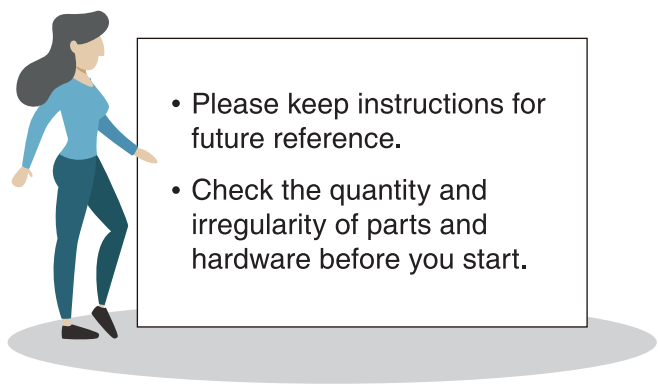 • Please keep instructions for
future reference.
• Check the quantity and
irregularity of parts and
hardware before you start.